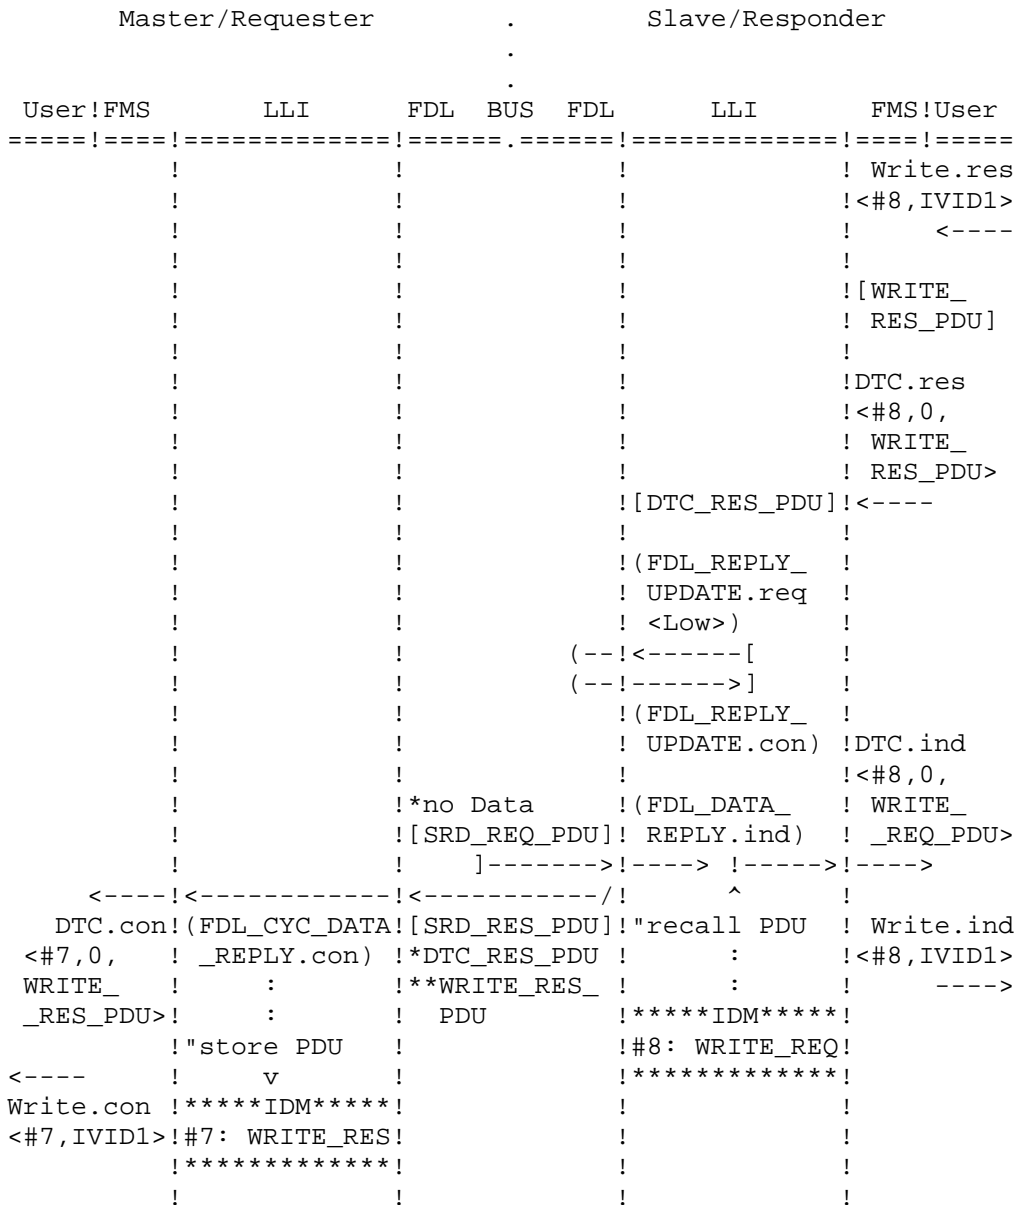 Master/Requester . Slave/Responder
.
.
User!FMS LLI FDL BUS FDL LLI FMS!User
=====!====!=============!======.======!=============!====!=====
! ! ! ! Write.res
! ! ! !<#8,IVID1>
! ! ! ! <----
! ! ! !
! ! ! ![WRITE_
! ! ! ! RES_PDU]
! ! ! !
! ! ! !DTC.res
! ! ! !<#8,0,
! ! ! ! WRITE_
! ! ! ! RES_PDU>
! ! ![DTC_RES_PDU]!<----
! ! ! !
! ! !(FDL_REPLY_ !
! ! ! UPDATE.req !
! ! ! <Low>) !
! ! (--!<------[ !
! ! (--!------>] !
! ! !(FDL_REPLY_ !
! ! ! UPDATE.con) !DTC.ind
! ! ! !<#8,0,
! !*no Data !(FDL_DATA_ ! WRITE_
! ![SRD_REQ_PDU]! REPLY.ind) ! _REQ_PDU>
! ! ]------->!----> !----->!---->
<----!<------------!<-----------/! ^ !
DTC.con!(FDL_CYC_DATA![SRD_RES_PDU]!"recall PDU ! Write.ind
<#7,0, ! _REPLY.con) !*DTC_RES_PDU ! : !<#8,IVID1>
WRITE_ ! : !**WRITE_RES_ ! : ! ---->
_RES_PDU>! : ! PDU !*****IDM*****!
!"store PDU ! !#8: WRITE_REQ!
<---- ! v ! !*************!
Write.con !*****IDM*****! ! !
<#7,IVID1>!#7: WRITE_RES! ! !
!*************! ! !
! ! ! !